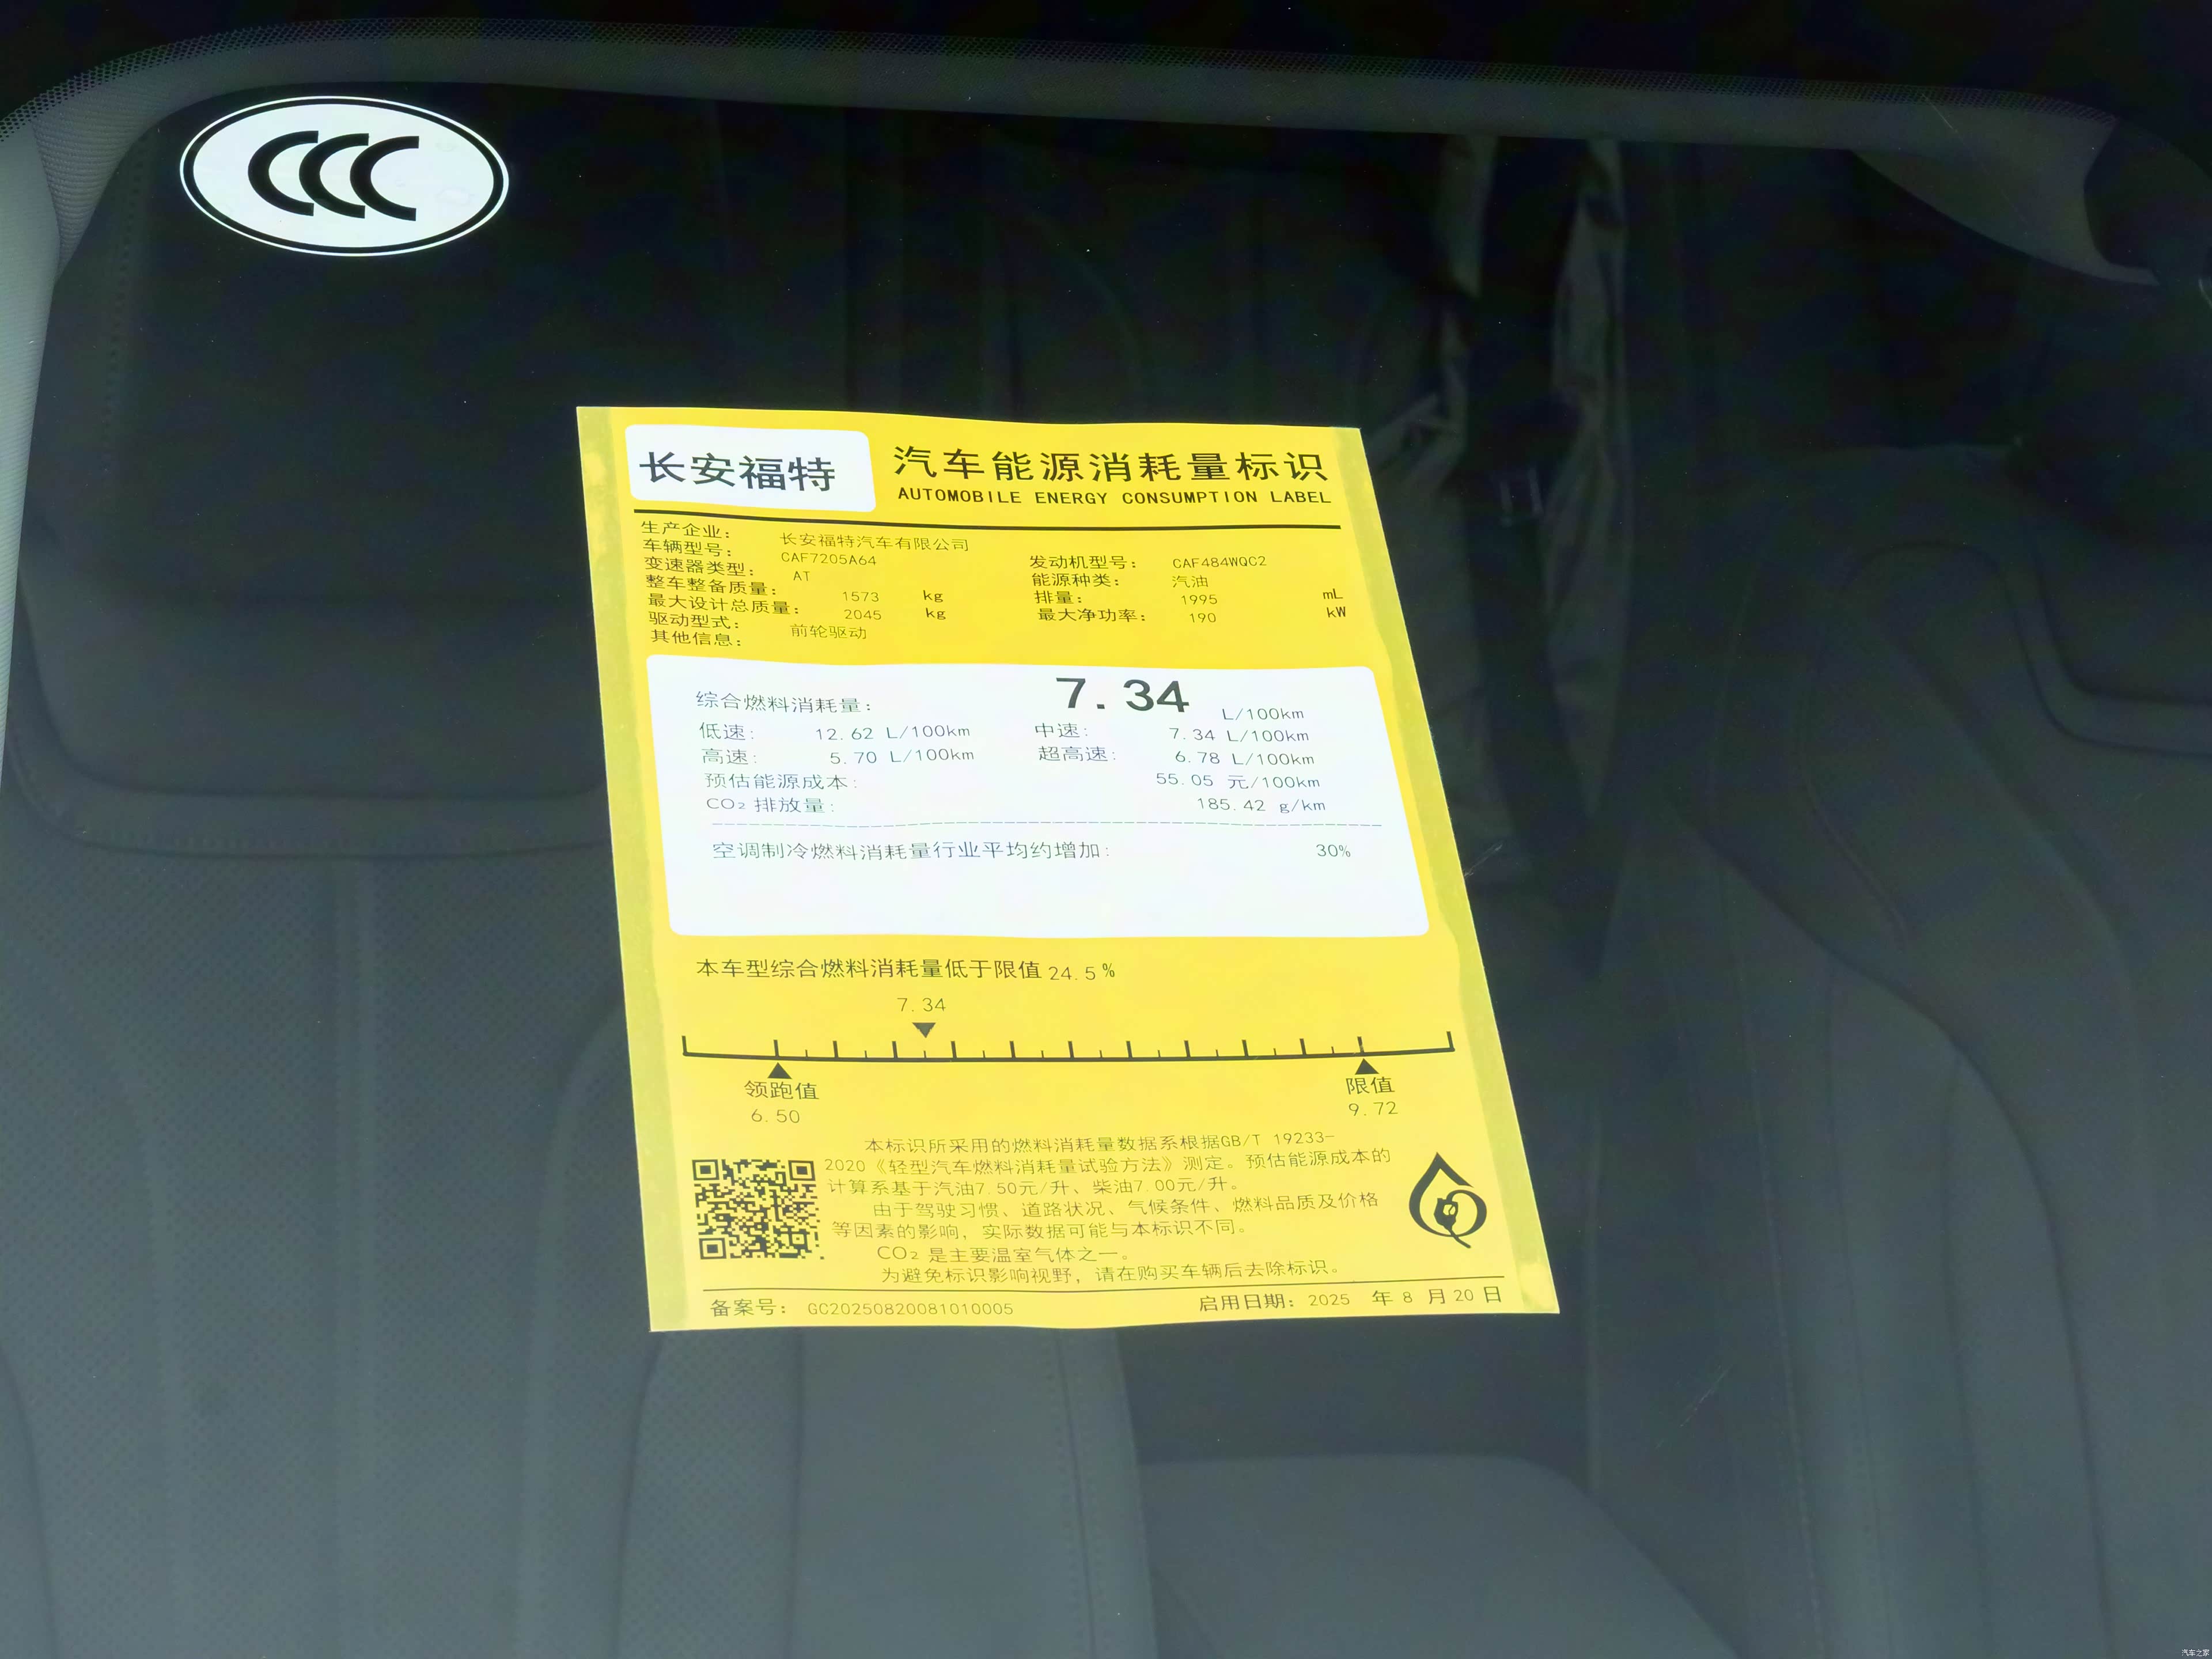 CCC
长安福特
汽车能源消耗量标识
AUTOMOBILE ENERGY CONSUMPTION LABEL
生产企业： 长安福特汽车有限公司
车辆型号： CAF7205A64 发动机型号： CAF484WQC2
变速器类型： AT 能源种类： 汽油
整车整备质量： 1573 kg 排量： 1995 mL
最大设计总质量： 2045 kg 最大净功率： 190 kW
驱动型式： 前轮驱动
其他信息：
综合燃料消耗量： 7.34 L/100km
低速： 12.62 L/100km 中速： 7.34 L/100km
高速： 5.70 L/100km 超高速： 6.78 L/100km
预估能源成本： 55.05 元/100km
CO₂ 排放量： 185.42 g/km
空调制冷燃料消耗量行业平均约增加： 30%
本车型综合燃料消耗量低于限值 24.5%
7.34
领跑值 限值
6.50 9.72
本标识所采用的燃料消耗量数据系根据GB/T 19233-
2020《轻型汽车燃料消耗量试验方法》测定。预估能源成本的
计算系基于汽油7.50元/升、柴油7.00元/升。
由于驾驶习惯、道路状况、气候条件、燃料品质及价格
等因素的影响，实际数据可能与本标识不同。
CO₂ 是主要温室气体之一。
为避免标识影响视野，请在购买车辆后去除标识。
备案号： GC20250820081010005 启用日期： 2025 年 8 月 20 日
汽车之家